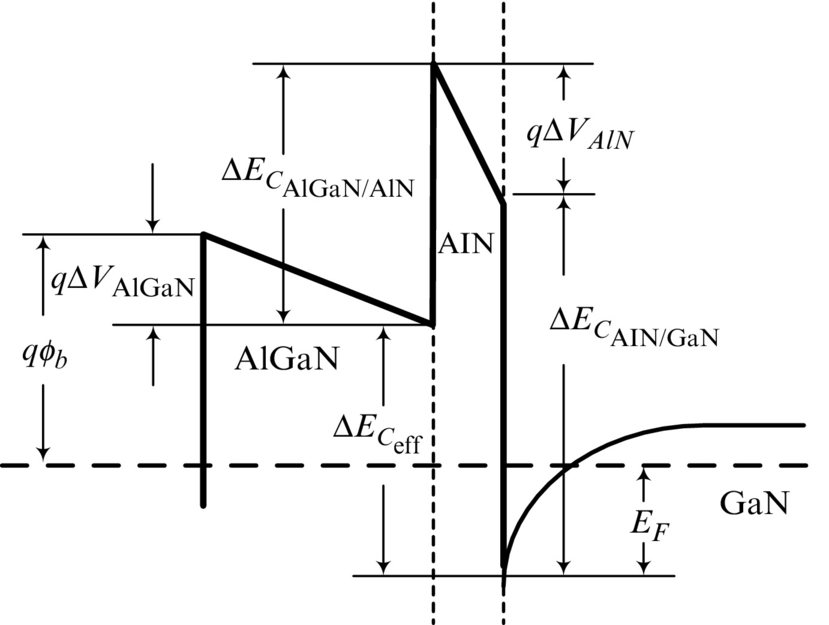 qΔV_AlN
ΔE_C_AlGaN/AlN
AlN
qΔV_AlGaN
ΔE_C_AlN/GaN
qϕ_b
AlGaN
ΔE_C_eff
GaN
E_F